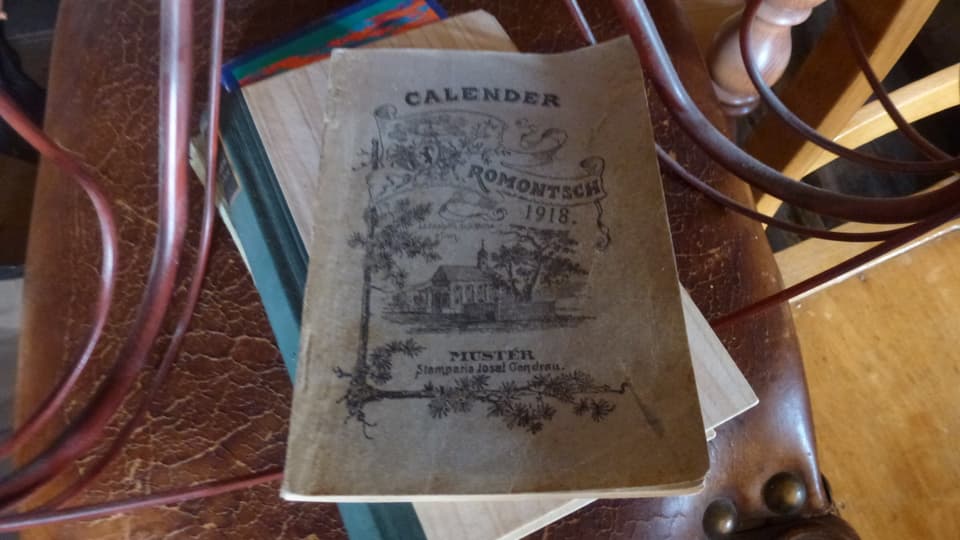 CALENDER
ROMONTSCH
1918.
MUSTÉR
Stamparia Josef Condrau.